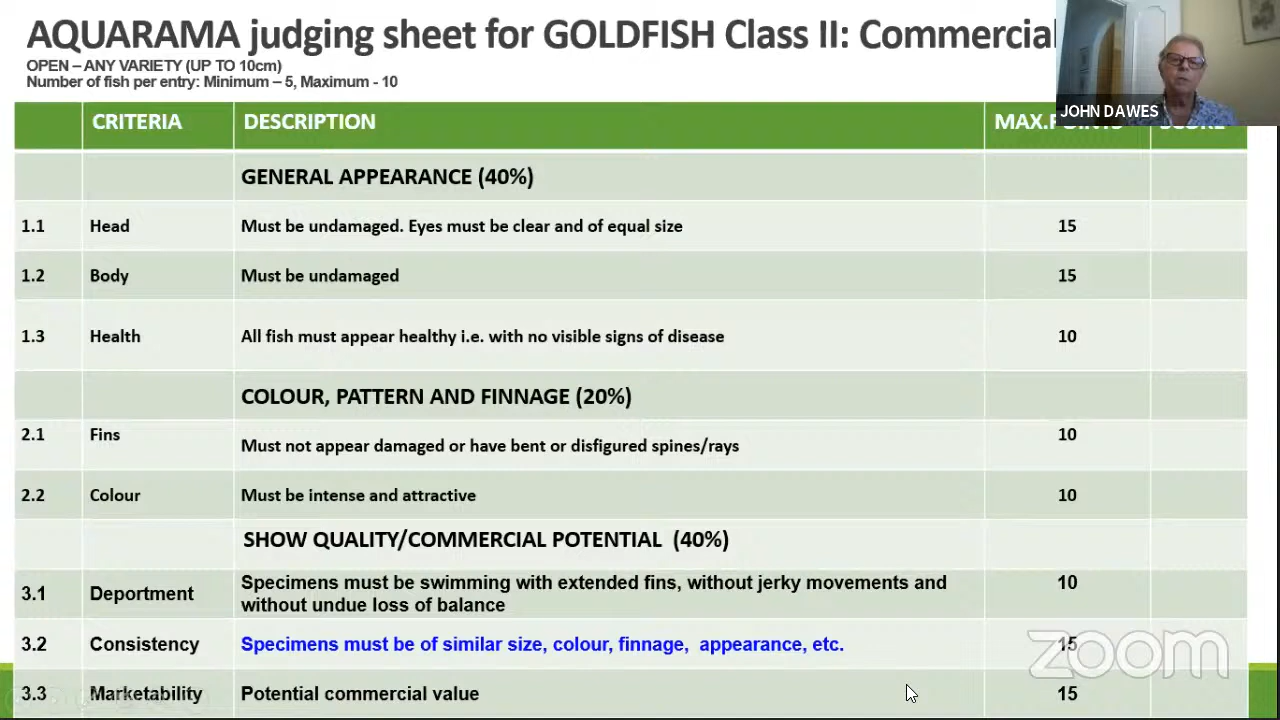 AQUARAMA judging sheet for GOLDFISH Class II: Commercial
OPEN – ANY VARIETY (UP TO 10cm)
Number of fish per entry: Minimum – 5, Maximum - 10
JOHN DAWES
CRITERIA DESCRIPTION MAX.POINTS SCORE
GENERAL APPEARANCE (40%)
1.1 Head Must be undamaged. Eyes must be clear and of equal size 15
1.2 Body Must be undamaged 15
1.3 Health All fish must appear healthy i.e. with no visible signs of disease 10
COLOUR, PATTERN AND FINNAGE (20%)
2.1 Fins Must not appear damaged or have bent or disfigured spines/rays 10
2.2 Colour Must be intense and attractive 10
SHOW QUALITY/COMMERCIAL POTENTIAL (40%)
3.1 Deportment Specimens must be swimming with extended fins, without jerky movements and 10
without undue loss of balance
3.2 Consistency Specimens must be of similar size, colour, finnage, appearance, etc. 15
zoom
3.3 Marketability Potential commercial value 15